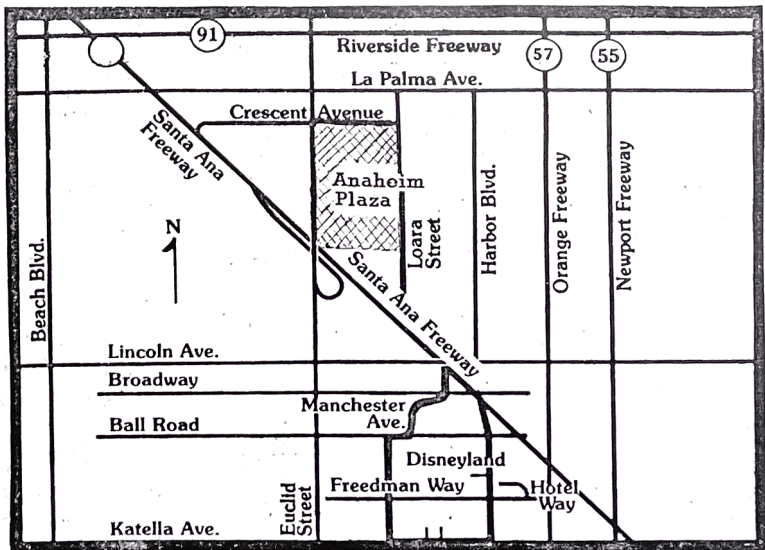 91
Riverside Freeway
57
55
La Palma Ave.
Crescent Avenue
Santa Ana
Freeway
Anaheim
Plaza
N
Beach Blvd.
Loara
Street
Harbor Blvd.
Orange Freeway
Newport Freeway
Santa Ana Freeway
Lincoln Ave.
Broadway
Manchester
Ave.
Ball Road
Disneyland
Freedman Way
Hotel
Way
Euclid
Street
Katella Ave.